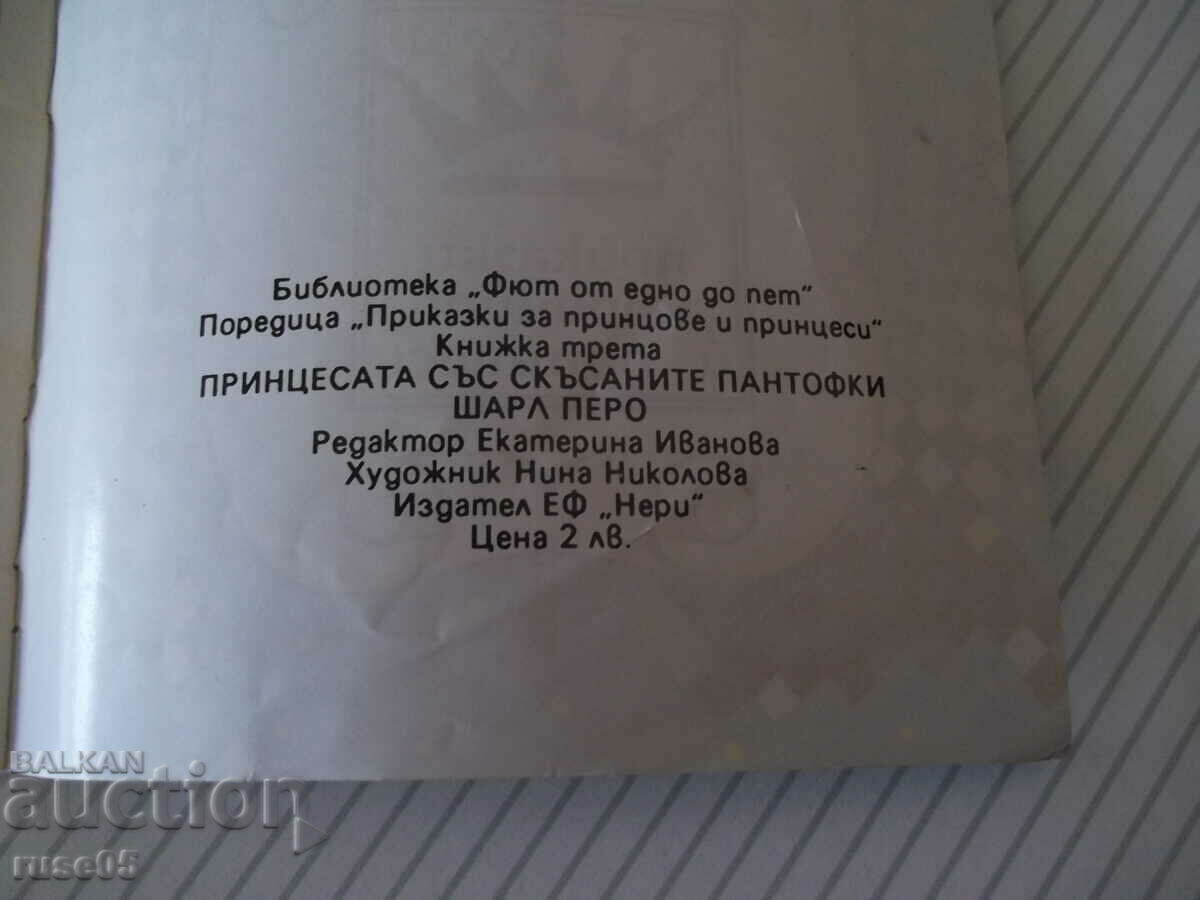 Библиотека „Фют от едно до пет"
Поредица „Приказки за принцове и принцеси"
Книжка трета
ПРИНЦЕСАТА СЪС СКЪСАНИТЕ ПАНТОФКИ
ШАРЛ ПЕРО
Редактор Екатерина Иванова
Художник Нина Николова
Издател ЕФ „Нери"
Цена 2 лв.
BALKAN
auction
ruse05